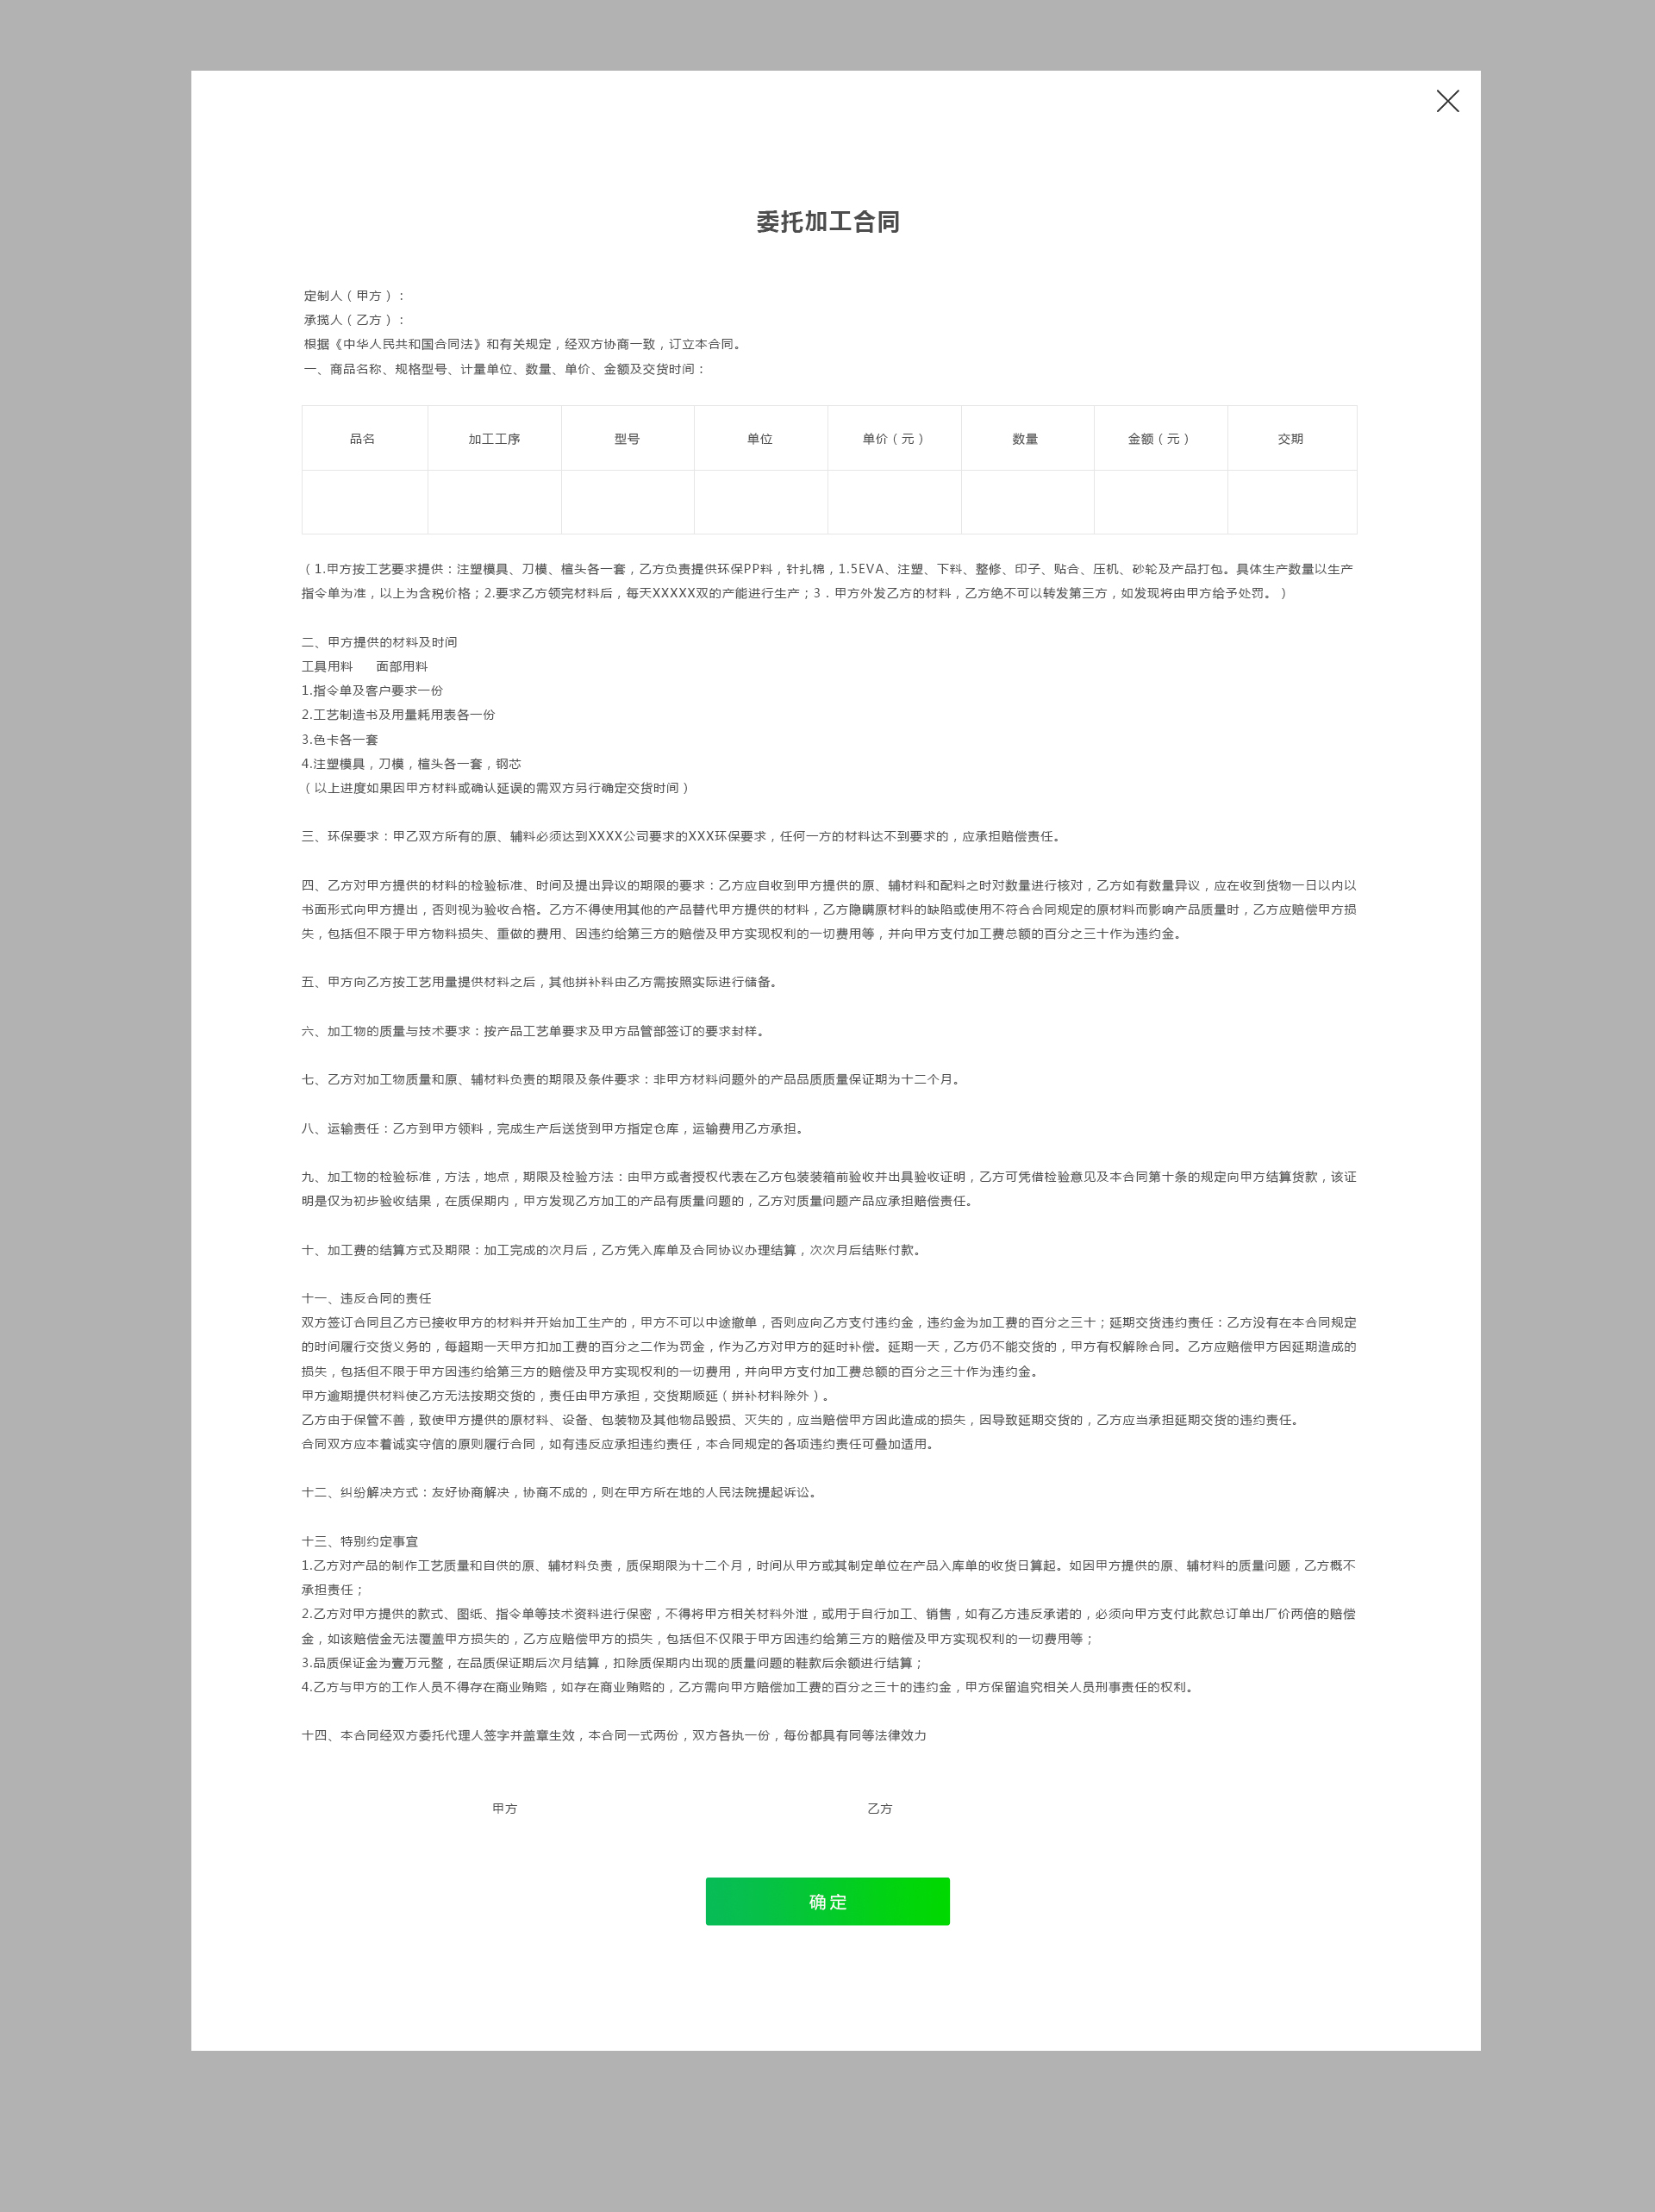 委托加工合同
定制人（甲方）：
承揽人（乙方）：
根据《中华人民共和国合同法》和有关规定，经双方协商一致，订立本合同。
一、商品名称、规格型号、计量单位、数量、单价、金额及交货时间：
品名 加工工序 型号 单位 单价（元） 数量 金额（元） 交期
（1.甲方按工艺要求提供：注塑模具、刀模、楦头各一套，乙方负责提供环保PP料，针扎棉，1.5EVA、注塑、下料、整修、印子、贴合、压机、砂轮及产品打包。具体生产数量以生产
指令单为准，以上为含税价格；2.要求乙方领完材料后，每天XXXXX双的产能进行生产；3．甲方外发乙方的材料，乙方绝不可以转发第三方，如发现将由甲方给予处罚。）
二、甲方提供的材料及时间
工具用料 面部用料
1.指令单及客户要求一份
2.工艺制造书及用量耗用表各一份
3.色卡各一套
4.注塑模具，刀模，楦头各一套，钢芯
（以上进度如果因甲方材料或确认延误的需双方另行确定交货时间）
三、环保要求：甲乙双方所有的原、辅料必须达到XXXX公司要求的XXX环保要求，任何一方的材料达不到要求的，应承担赔偿责任。
四、乙方对甲方提供的材料的检验标准、时间及提出异议的期限的要求：乙方应自收到甲方提供的原、辅材料和配料之时对数量进行核对，乙方如有数量异议，应在收到货物一日以内以
书面形式向甲方提出，否则视为验收合格。乙方不得使用其他的产品替代甲方提供的材料，乙方隐瞒原材料的缺陷或使用不符合合同规定的原材料而影响产品质量时，乙方应赔偿甲方损
失，包括但不限于甲方物料损失、重做的费用、因违约给第三方的赔偿及甲方实现权利的一切费用等，并向甲方支付加工费总额的百分之三十作为违约金。
五、甲方向乙方按工艺用量提供材料之后，其他拼补料由乙方需按照实际进行储备。
六、加工物的质量与技术要求：按产品工艺单要求及甲方品管部签订的要求封样。
七、乙方对加工物质量和原、辅材料负责的期限及条件要求：非甲方材料问题外的产品品质质量保证期为十二个月。
八、运输责任：乙方到甲方领料，完成生产后送货到甲方指定仓库，运输费用乙方承担。
九、加工物的检验标准，方法，地点，期限及检验方法：由甲方或者授权代表在乙方包装装箱前验收并出具验收证明，乙方可凭借检验意见及本合同第十条的规定向甲方结算货款，该证
明是仅为初步验收结果，在质保期内，甲方发现乙方加工的产品有质量问题的，乙方对质量问题产品应承担赔偿责任。
十、加工费的结算方式及期限：加工完成的次月后，乙方凭入库单及合同协议办理结算，次次月后结账付款。
十一、违反合同的责任
双方签订合同且乙方已接收甲方的材料并开始加工生产的，甲方不可以中途撤单，否则应向乙方支付违约金，违约金为加工费的百分之三十；延期交货违约责任：乙方没有在本合同规定
的时间履行交货义务的，每超期一天甲方扣加工费的百分之二作为罚金，作为乙方对甲方的延时补偿。延期一天，乙方仍不能交货的，甲方有权解除合同。乙方应赔偿甲方因延期造成的
损失，包括但不限于甲方因违约给第三方的赔偿及甲方实现权利的一切费用，并向甲方支付加工费总额的百分之三十作为违约金。
甲方逾期提供材料使乙方无法按期交货的，责任由甲方承担，交货期顺延（拼补材料除外）。
乙方由于保管不善，致使甲方提供的原材料、设备、包装物及其他物品毁损、灭失的，应当赔偿甲方因此造成的损失，因导致延期交货的，乙方应当承担延期交货的违约责任。
合同双方应本着诚实守信的原则履行合同，如有违反应承担违约责任，本合同规定的各项违约责任可叠加适用。
十二、纠纷解决方式：友好协商解决，协商不成的，则在甲方所在地的人民法院提起诉讼。
十三、特别约定事宜
1.乙方对产品的制作工艺质量和自供的原、辅材料负责，质保期限为十二个月，时间从甲方或其制定单位在产品入库单的收货日算起。如因甲方提供的原、辅材料的质量问题，乙方概不
承担责任；
2.乙方对甲方提供的款式、图纸、指令单等技术资料进行保密，不得将甲方相关材料外泄，或用于自行加工、销售，如有乙方违反承诺的，必须向甲方支付此款总订单出厂价两倍的赔偿
金，如该赔偿金无法覆盖甲方损失的，乙方应赔偿甲方的损失，包括但不仅限于甲方因违约给第三方的赔偿及甲方实现权利的一切费用等；
3.品质保证金为壹万元整，在品质保证期后次月结算，扣除质保期内出现的质量问题的鞋款后余额进行结算；
4.乙方与甲方的工作人员不得存在商业贿赂，如存在商业贿赂的，乙方需向甲方赔偿加工费的百分之三十的违约金，甲方保留追究相关人员刑事责任的权利。
十四、本合同经双方委托代理人签字并盖章生效，本合同一式两份，双方各执一份，每份都具有同等法律效力
甲方 乙方
确定